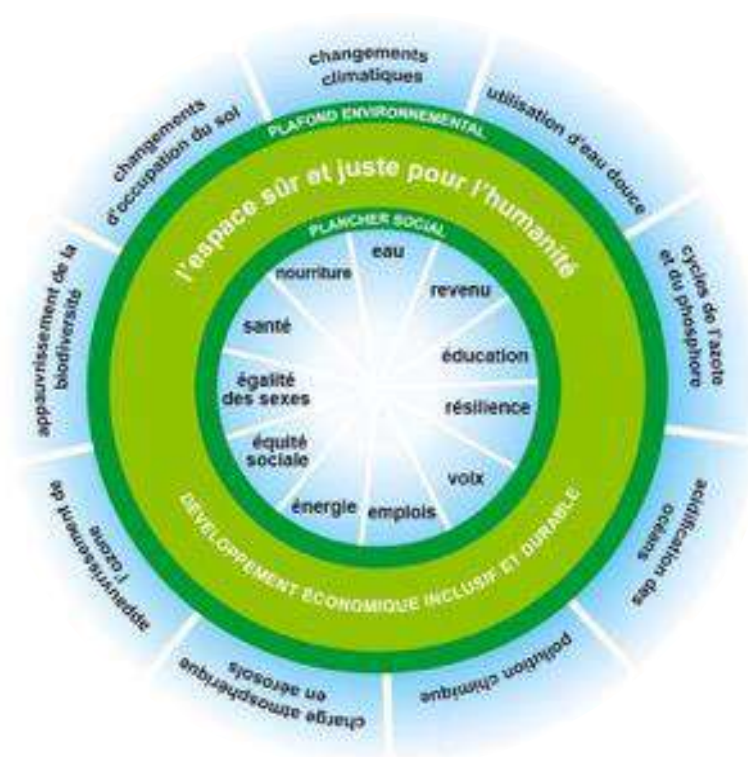 changements
climatiques
utilisation d'eau douce
cycles de l'azote
et du phosphore
acidification des
océans
pollution chimique
charge atmosphérique
en aérosols
appauvrissement de
l'ozone
appauvrissement de la
biodiversité
changements
d'occupation du sol
PLAFOND ENVIRONNEMENTAL
l'espace sûr et juste pour l'humanité
PLANCHER SOCIAL
eau
revenu
éducation
résilience
voix
emplois
énergie
équité
sociale
égalité
des sexes
santé
nourriture
DÉVELOPPEMENT ÉCONOMIQUE INCLUSIF ET DURABLE